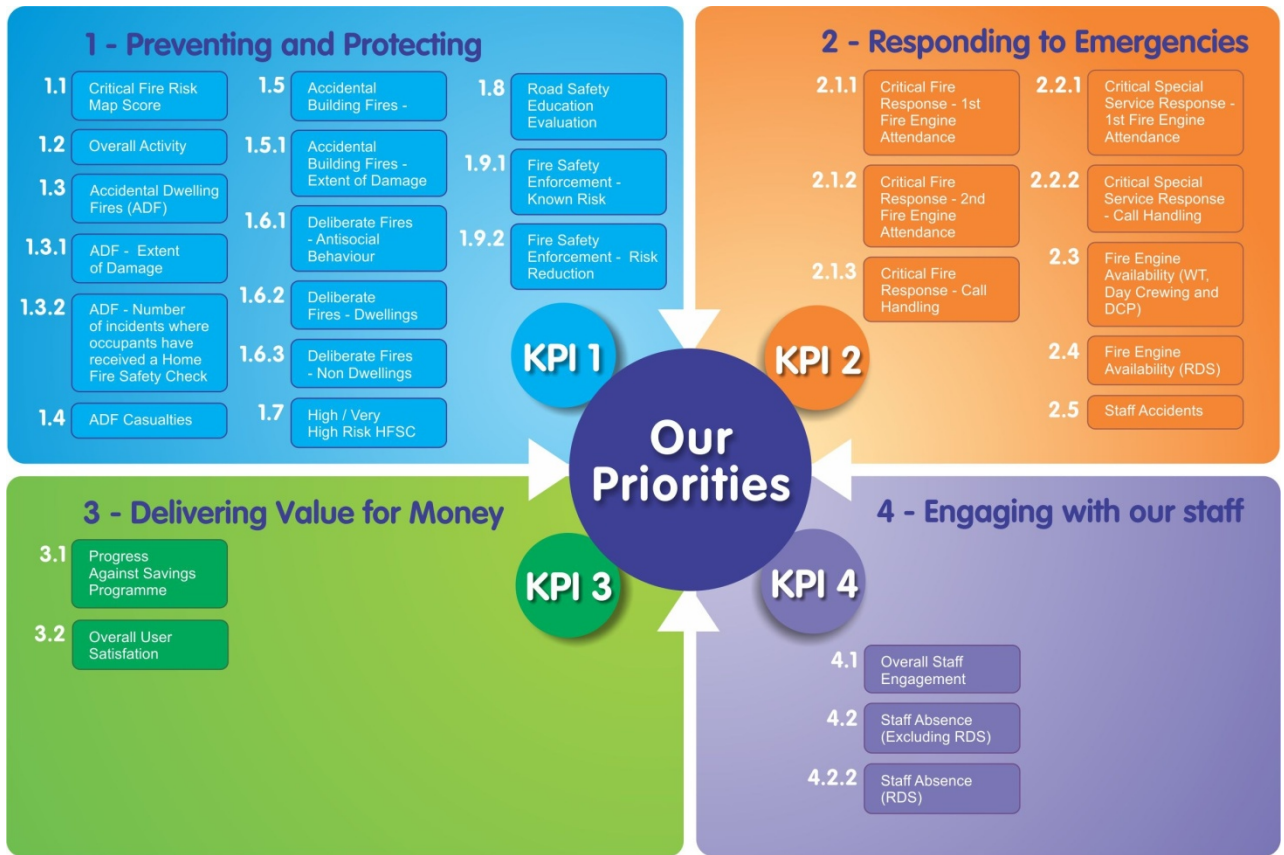 1 - Preventing and Protecting
1.1
Critical Fire Risk
Map Score
1.2
Overall Activity
1.3
Accidental Dwelling
Fires (ADF)
1.3.1
ADF - Extent
of Damage
1.3.2
ADF - Number
of incidents where
occupants have
received a Home
Fire Safety Check
1.4
ADF Casualties
1.5
Accidental
Building Fires -
1.5.1
Accidental
Building Fires -
Extent of Damage
1.6.1
Deliberate Fires
- Antisocial
Behaviour
1.6.2
Deliberate
Fires - Dwellings
1.6.3
Deliberate Fires
- Non Dwellings
1.7
High / Very
High Risk HFSC
1.8
Road Safety
Education
Evaluation
1.9.1
Fire Safety
Enforcement -
Known Risk
1.9.2
Fire Safety
Enforcement - Risk
Reduction
KPI 1
2 - Responding to Emergencies
2.1.1
Critical Fire
Response - 1st
Fire Engine
Attendance
2.1.2
Critical Fire
Response - 2nd
Fire Engine
Attendance
2.1.3
Critical Fire
Response - Call
Handling
2.2.1
Critical Special
Service Response -
1st Fire Engine
Attendance
2.2.2
Critical Special
Service Response
- Call Handling
2.3
Fire Engine
Availability (WT,
Day Crewing and
DCP)
2.4
Fire Engine
Availability (RDS)
2.5
Staff Accidents
KPI 2
Our
Priorities
3 - Delivering Value for Money
3.1
Progress
Against Savings
Programme
3.2
Overall User
Satisfation
KPI 3
4 - Engaging with our staff
KPI 4
4.1
Overall Staff
Engagement
4.2
Staff Absence
(Excluding RDS)
4.2.2
Staff Absence
(RDS)